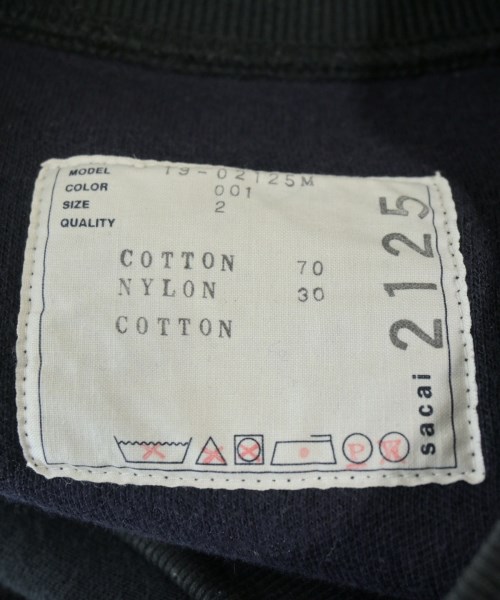 MODEL 19-02125M
COLOR 001
SIZE 2
QUALITY
COTTON 70
NYLON 30
COTTON
P W
sacai 2125